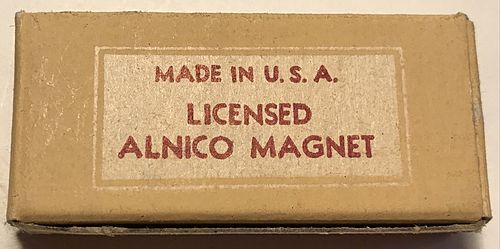 MADE IN U. S. A.
LICENSED
ALNICO MAGNET